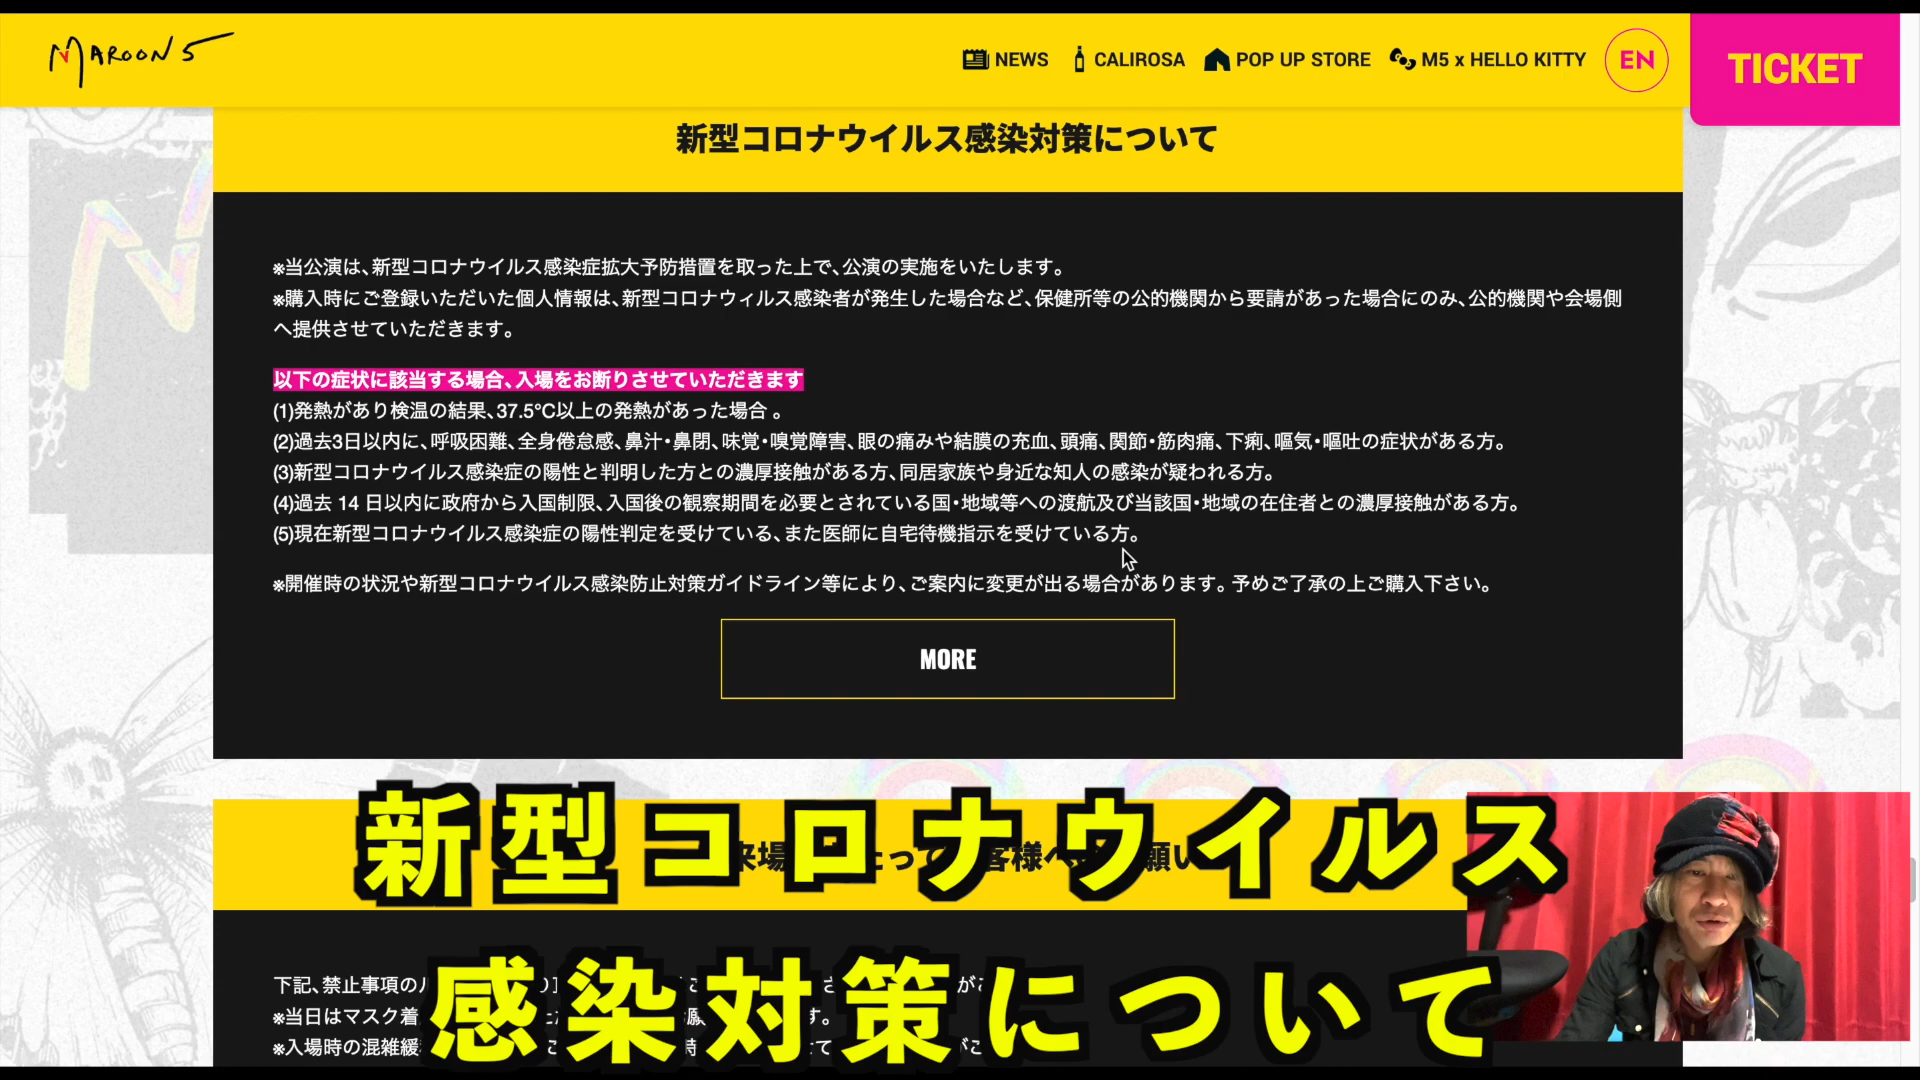 MAROON 5
NEWS CALIROSA POP UP STORE M5 x HELLO KITTY EN TICKET
新型コロナウイルス感染対策について
※当公演は、新型コロナウイルス感染症拡大予防措置を取った上で、公演の実施をいたします。
※購入時にご登録いただいた個人情報は、新型コロナウィルス感染者が発生した場合など、保健所等の公的機関から要請があった場合にのみ、公的機関や会場側
へ提供させていただきます。
以下の症状に該当する場合、入場をお断りさせていただきます
(1)発熱があり検温の結果、37.5℃以上の発熱があった場合 。
(2)過去3日以内に、呼吸困難、全身倦怠感、鼻汁・鼻閉、味覚・嗅覚障害、眼の痛みや結膜の充血、頭痛、関節・筋肉痛、下痢、嘔気・嘔吐の症状がある方。
(3)新型コロナウイルス感染症の陽性と判明した方との濃厚接触がある方、同居家族や身近な知人の感染が疑われる方。
(4)過去 14 日以内に政府から入国制限、入国後の観察期間を必要とされている国・地域等への渡航及び当該国・地域の在住者との濃厚接触がある方。
(5)現在新型コロナウイルス感染症の陽性判定を受けている、また医師に自宅待機指示を受けている方。
※開催時の状況や新型コロナウイルス感染防止対策ガイドライン等により、ご案内に変更が出る場合があります。予めご了承の上ご購入下さい。
MORE
新型コロナウイルス
感染対策について
下記、禁止事項の
※当日はマスク着
※入場時の混雑緩